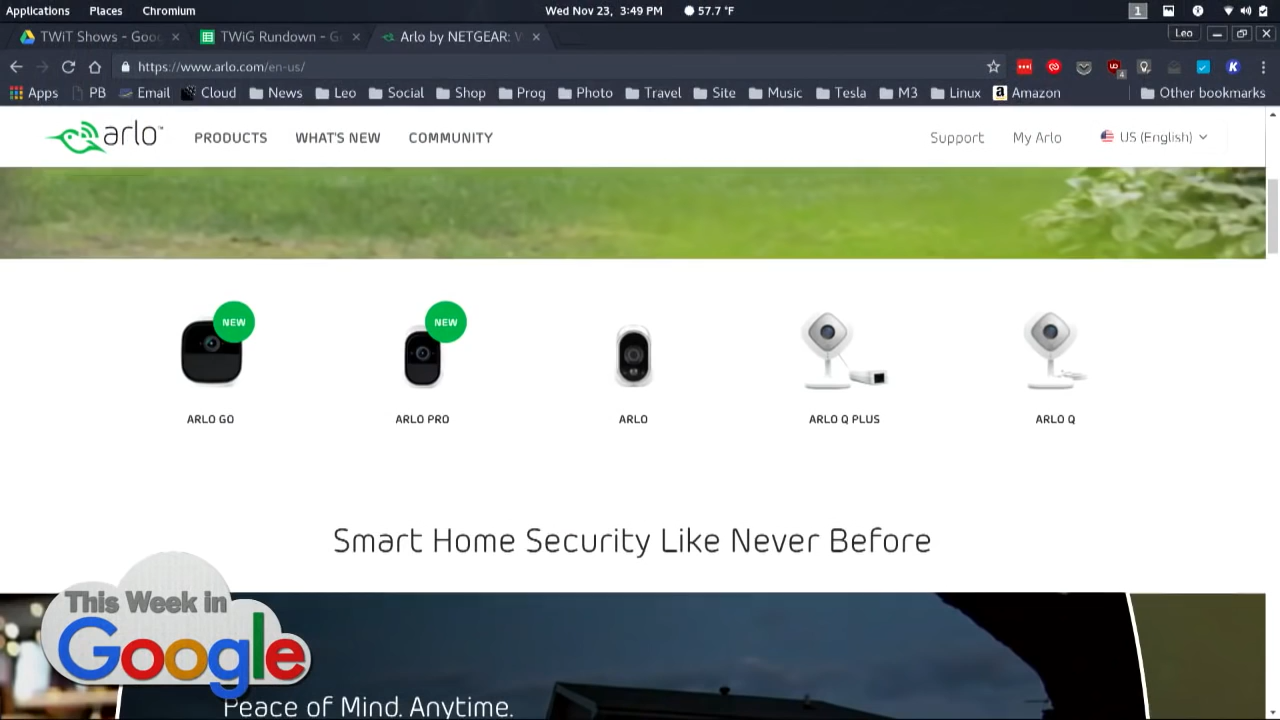 Applications Places Chromium Wed Nov 23, 3:49 PM 57.7 °F 1
TWiT Shows - Goo TWiG Rundown - G Arlo by NETGEAR: Leo
https://www.arlo.com/en-us/ 4 K
Apps PB Email Cloud News Leo Social Shop Prog Photo Travel Site Music Tesla M3 Linux a Amazon Other bookmarks
arlo™ PRODUCTS WHAT'S NEW COMMUNITY Support My Arlo US (English)
NEW NEW
ARLO GO ARLO PRO ARLO ARLO Q PLUS ARLO Q
Smart Home Security Like Never Before
This Week in
Google
Peace of Mind. Anytime.